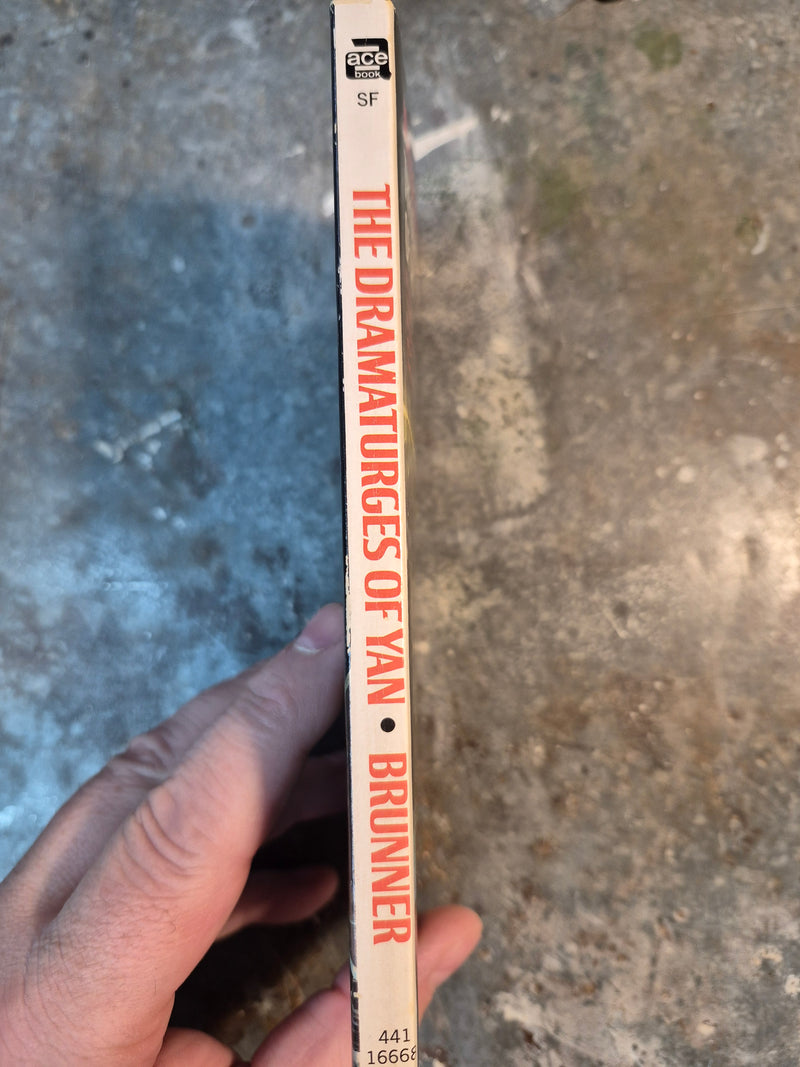 ace
book
SF
THE DRAMATURGES OF YAN • BRUNNER
441
16668